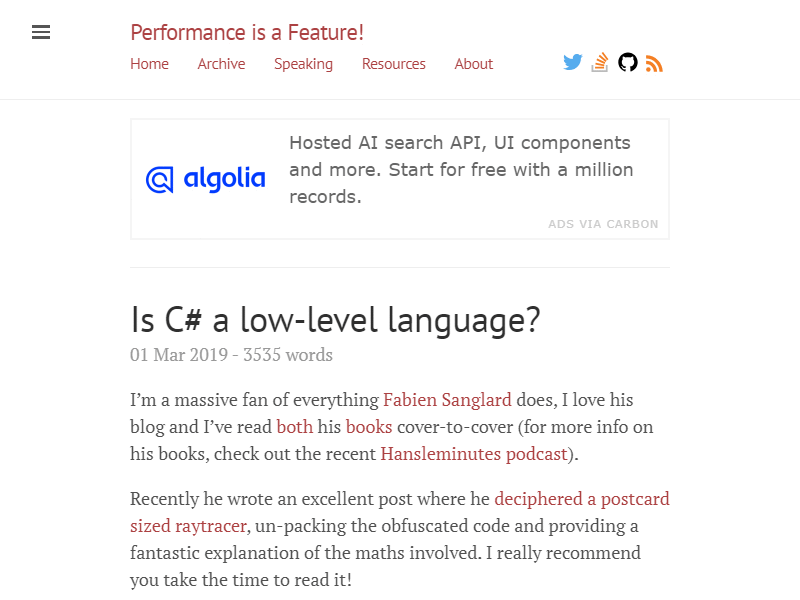 Performance is a Feature!
Home Archive Speaking Resources About
algolia
Hosted AI search API, UI components
and more. Start for free with a million
records.
ADS VIA CARBON
Is C# a low-level language?
01 Mar 2019 - 3535 words
I’m a massive fan of everything Fabien Sanglard does, I love his
blog and I’ve read both his books cover-to-cover (for more info on
his books, check out the recent Hansleminutes podcast).
Recently he wrote an excellent post where he deciphered a postcard
sized raytracer, un-packing the obfuscated code and providing a
fantastic explanation of the maths involved. I really recommend
you take the time to read it!